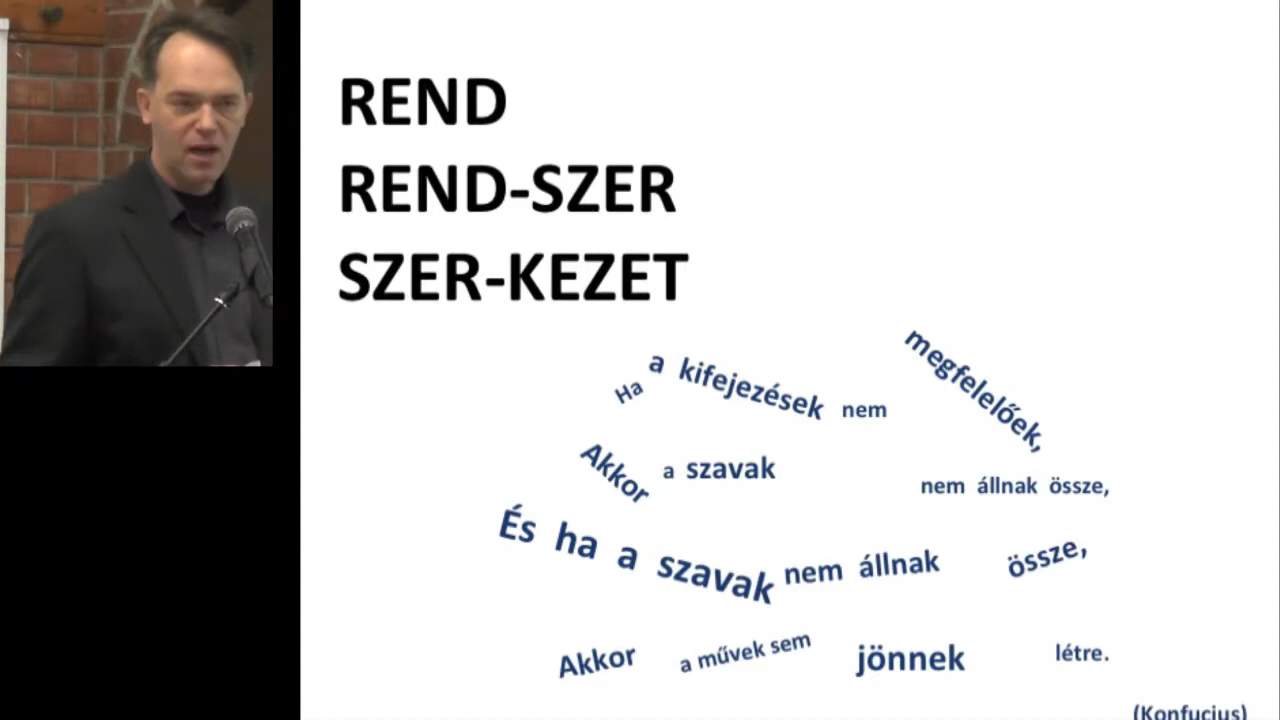 REND
REND-SZER
SZER-KEZET
Ha a kifejezések nem megfelelőek,
Akkor a szavak nem állnak össze,
És ha a szavak nem állnak össze,
Akkor a művek sem jönnek létre.
(Konfucius)